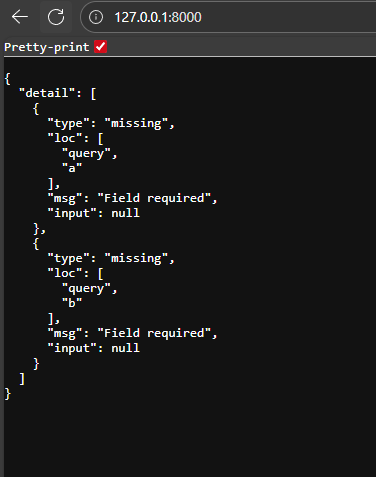 127.0.0.1:8000
Pretty-print
{
  "detail": [
    {
      "type": "missing",
      "loc": [
        "query",
        "a"
      ],
      "msg": "Field required",
      "input": null
    },
    {
      "type": "missing",
      "loc": [
        "query",
        "b"
      ],
      "msg": "Field required",
      "input": null
    }
  ]
}